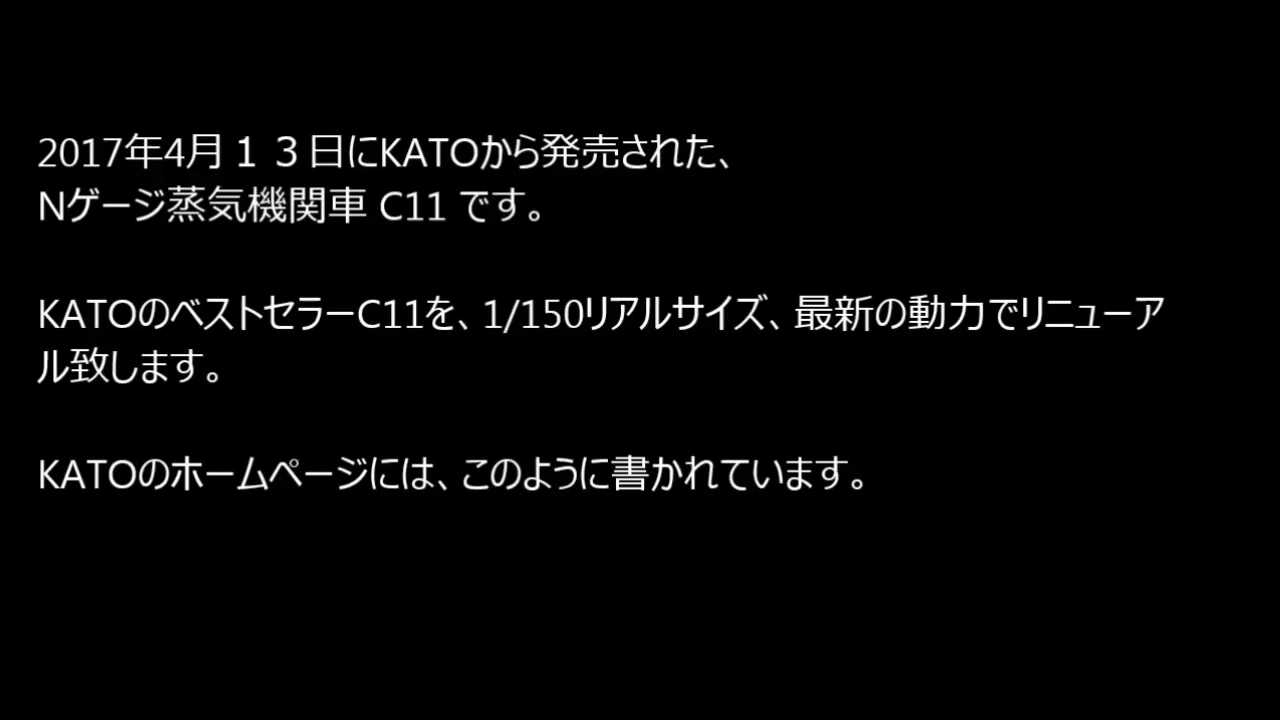 2017年4月１３日にKATOから発売された、
Nゲージ蒸気機関車 C11 です。
KATOのベストセラーC11を、1/150リアルサイズ、最新の動力でリニューア
ル致します。
KATOのホームページには、このように書かれています。